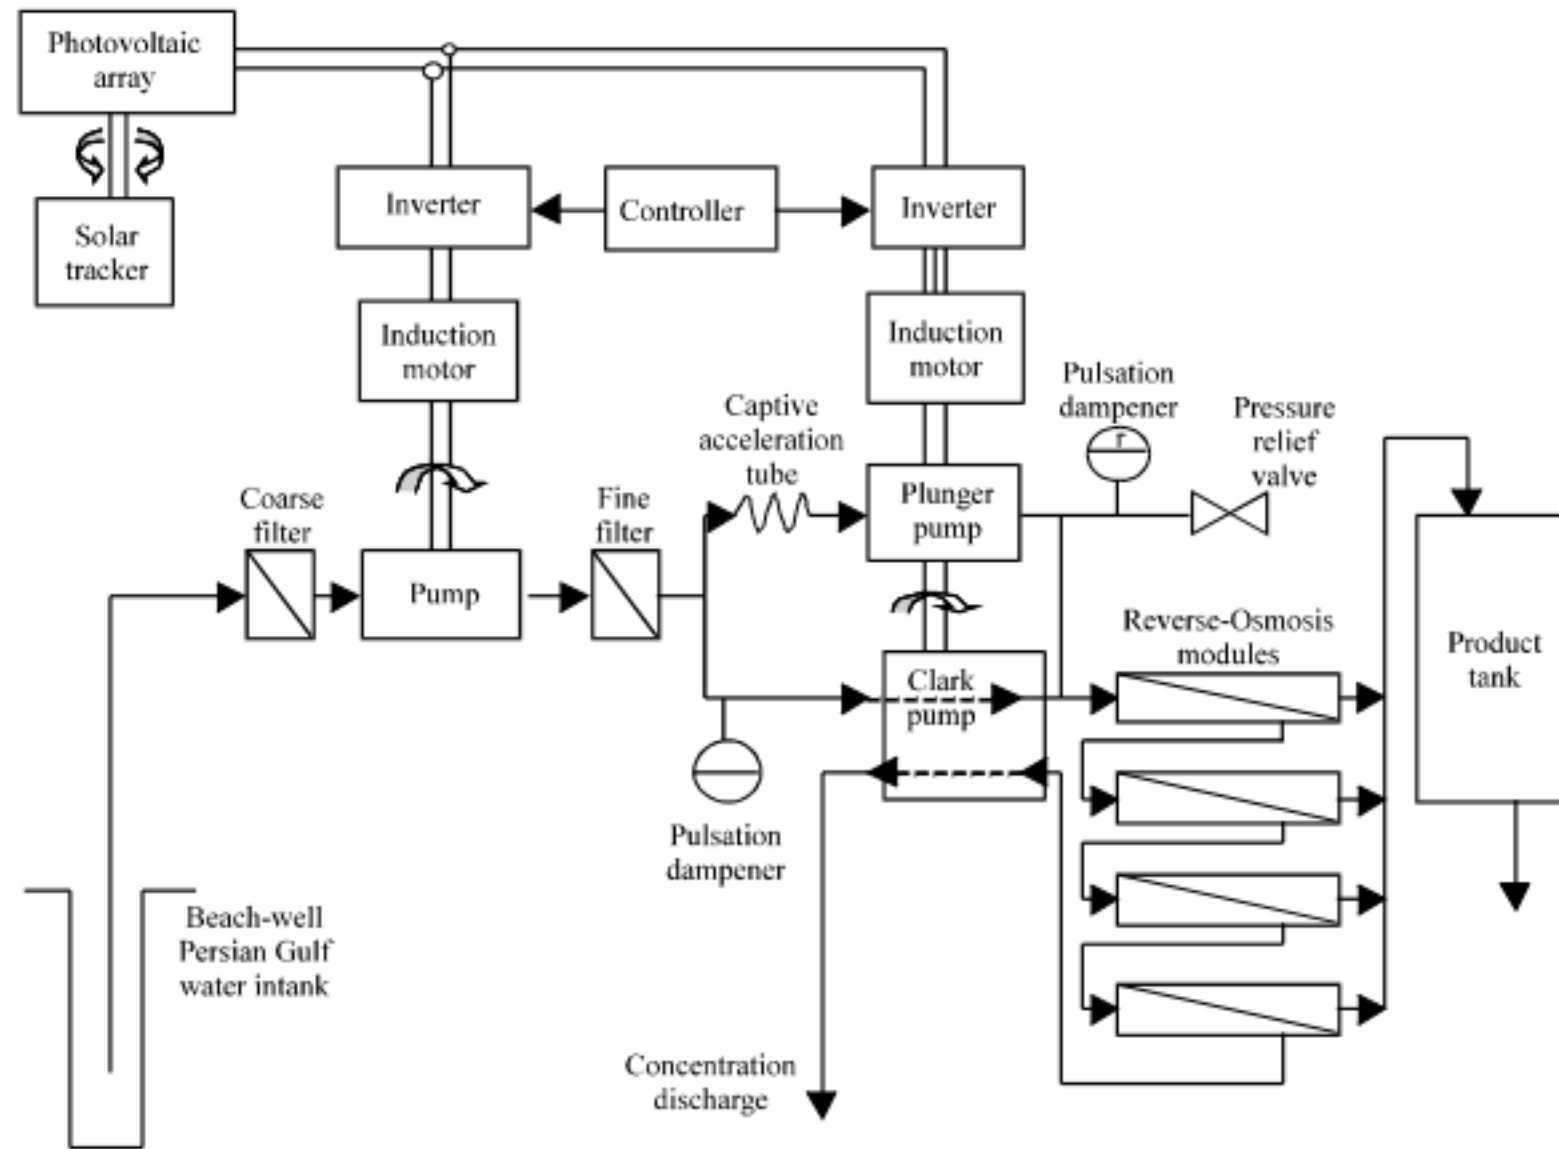 Photovoltaic
array
Solar
tracker
Inverter
Controller
Inverter
Induction
motor
Induction
motor
Pulsation
dampener
r
Pressure
relief
valve
Captive
acceleration
tube
Coarse
filter
Fine
filter
Plunger
pump
Pump
Reverse-Osmosis
modules
Product
tank
Clark
pump
Pulsation
dampener
Beach-well
Persian Gulf
water intank
Concentration
discharge